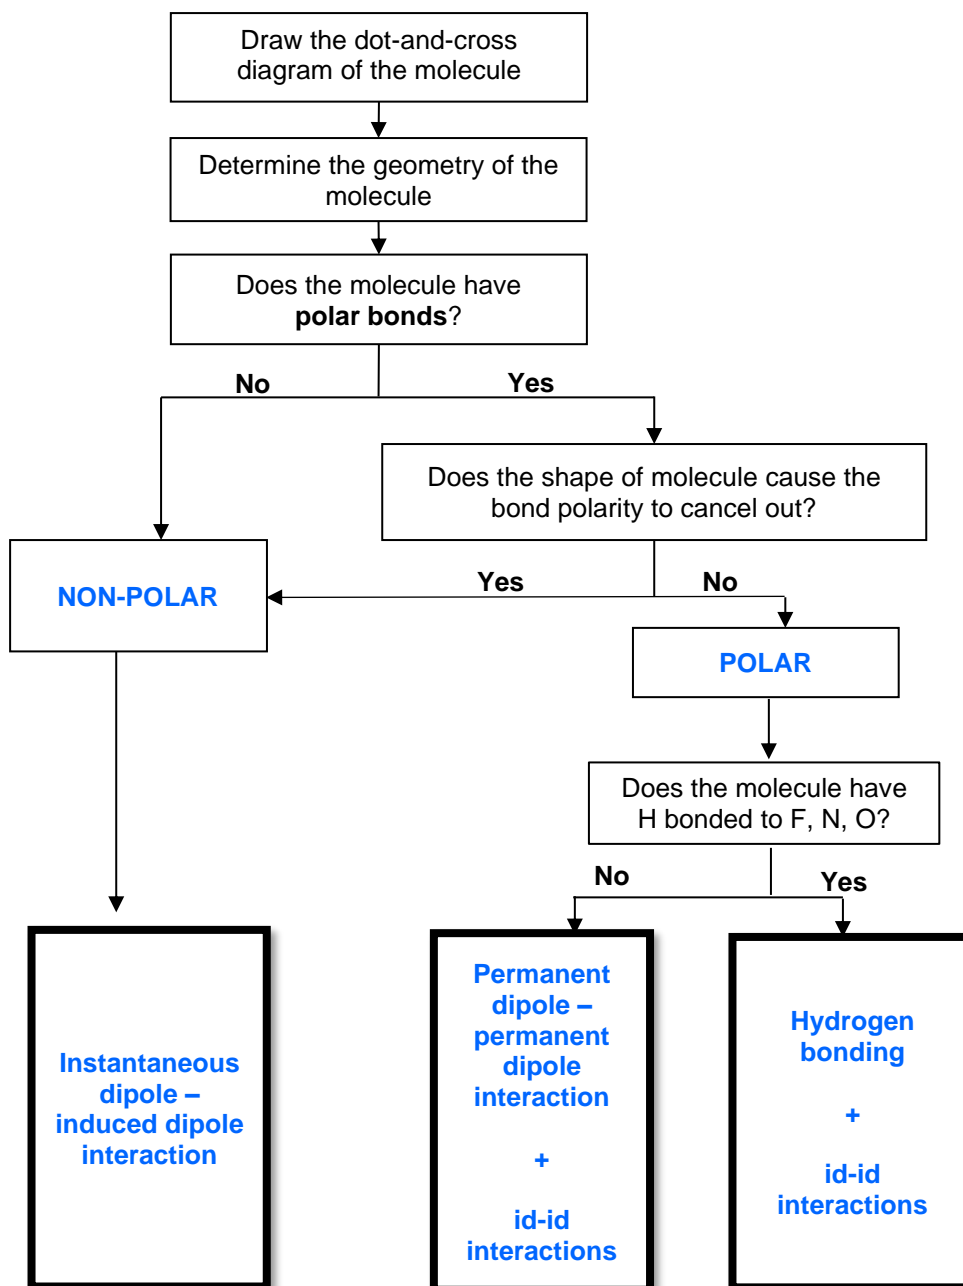 Draw the dot-and-cross
diagram of the molecule
Determine the geometry of the
molecule
Does the molecule have
polar bonds?
No
Yes
Does the shape of molecule cause the
bond polarity to cancel out?
NON-POLAR
Yes
No
POLAR
Does the molecule have
H bonded to F, N, O?
No
Yes
Instantaneous
dipole –
induced dipole
interaction
Permanent
dipole –
permanent
dipole
interaction
+
id-id
interactions
Hydrogen
bonding
+
id-id
interactions